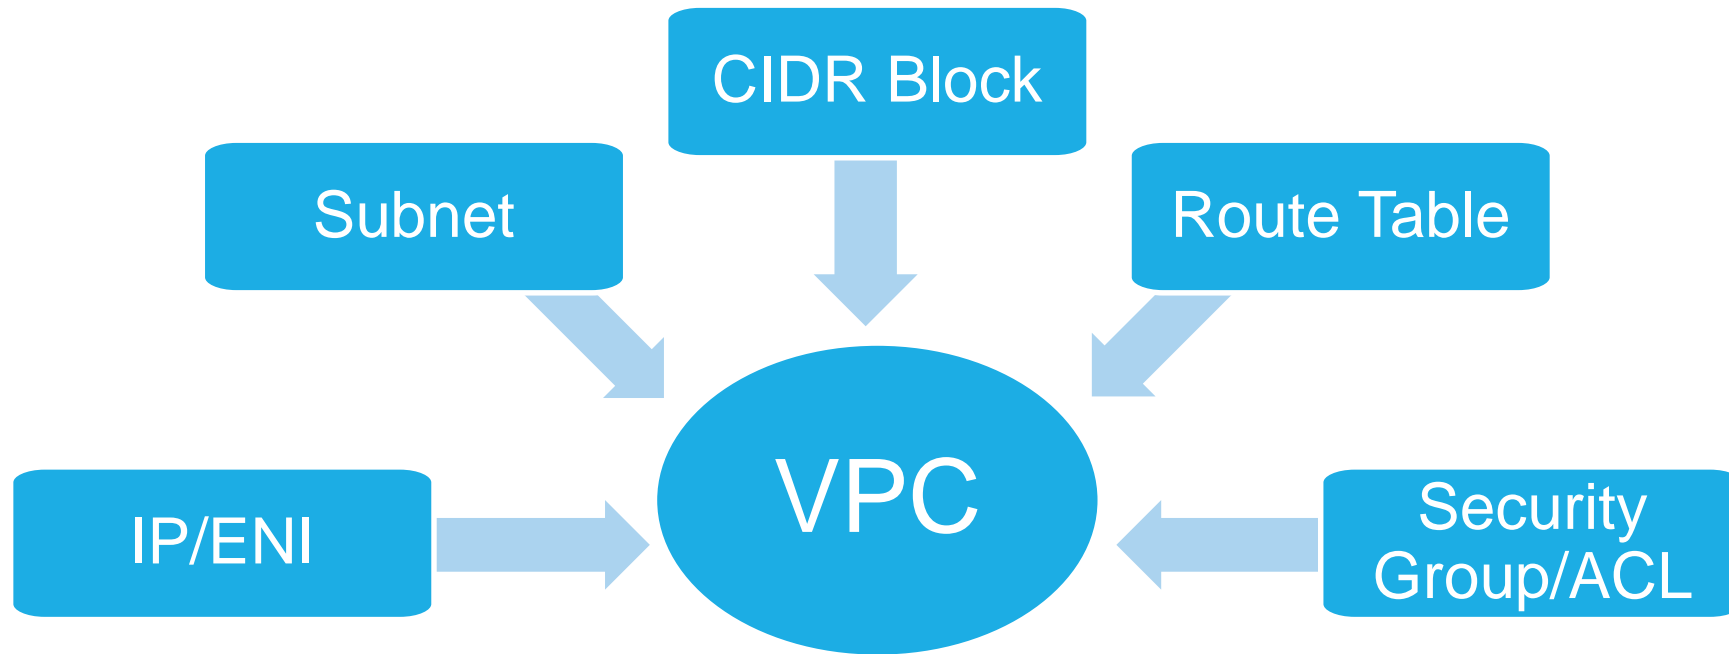 CIDR Block
Subnet
Route Table
VPC
IP/ENI
Security
Group/ACL